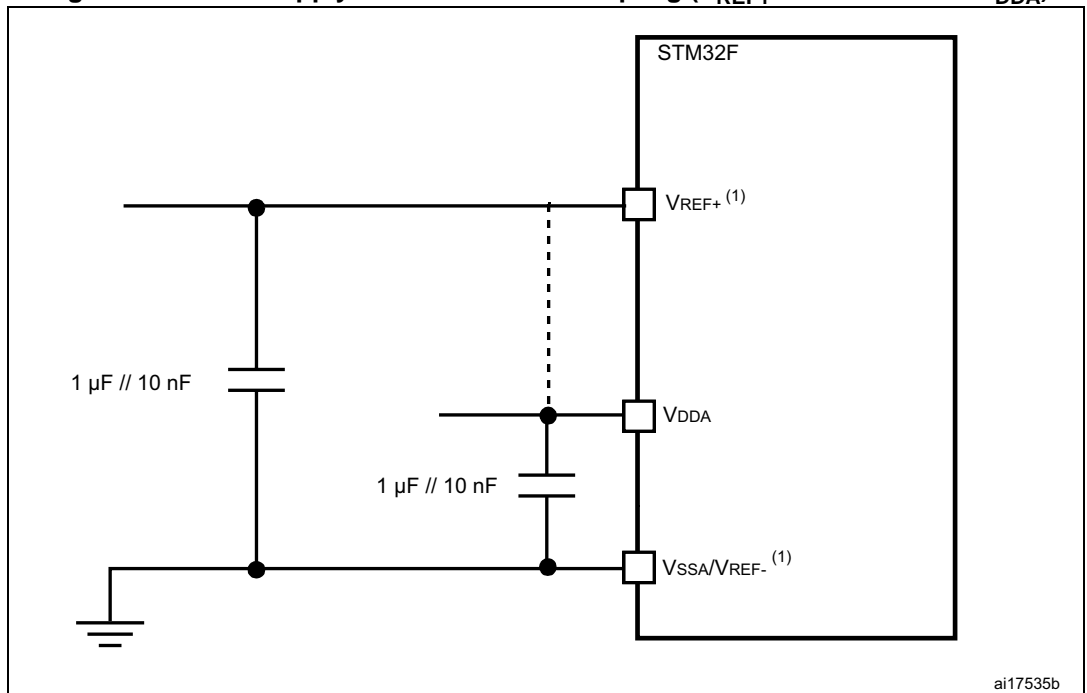 STM32F
VREF+ (1)
1 µF // 10 nF
VDDA
1 µF // 10 nF
VSSA/VREF- (1)
ai17535b